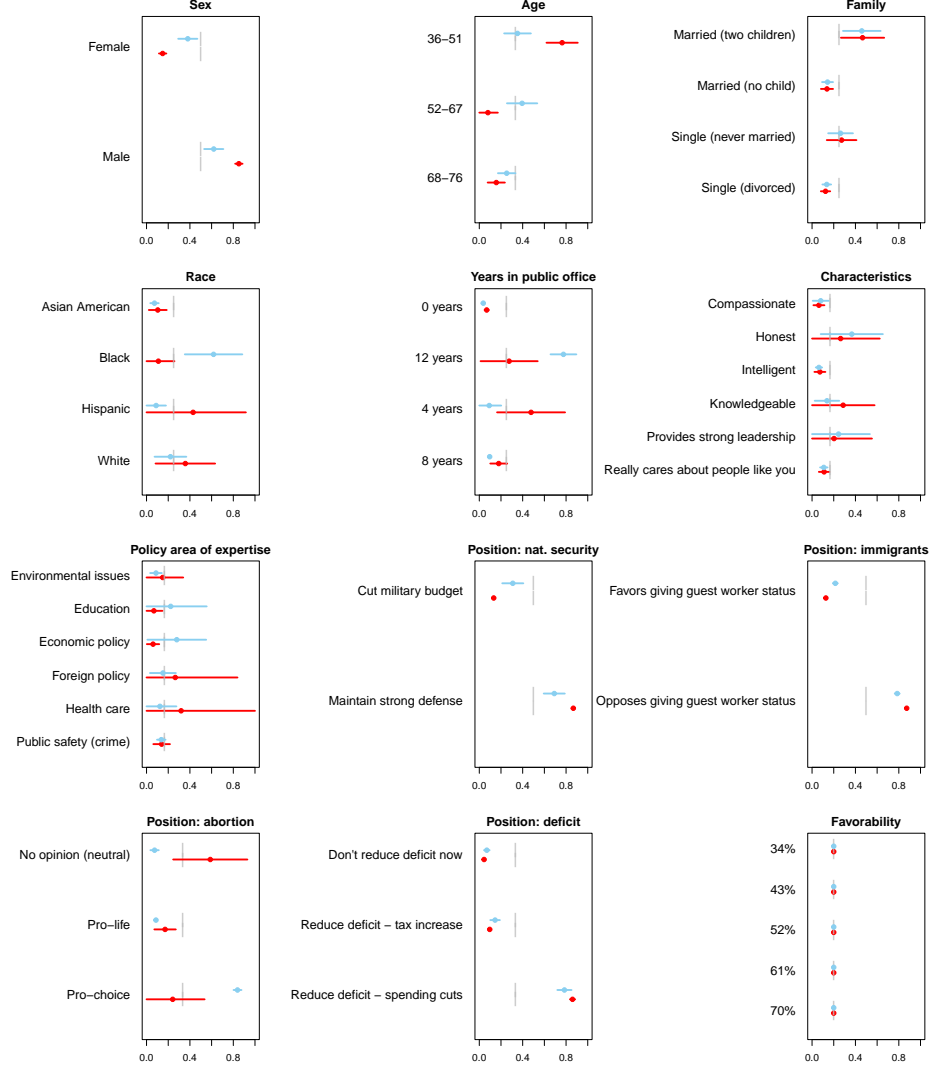 Sex
Female
Male
0.0 0.4 0.8
Age
36–51
52–67
68–76
0.0 0.4 0.8
Family
Married (two children)
Married (no child)
Single (never married)
Single (divorced)
0.0 0.4 0.8
Race
Asian American
Black
Hispanic
White
0.0 0.4 0.8
Years in public office
0 years
12 years
4 years
8 years
0.0 0.4 0.8
Characteristics
Compassionate
Honest
Intelligent
Knowledgeable
Provides strong leadership
Really cares about people like you
0.0 0.4 0.8
Policy area of expertise
Environmental issues
Education
Economic policy
Foreign policy
Health care
Public safety (crime)
0.0 0.4 0.8
Position: nat. security
Cut military budget
Maintain strong defense
0.0 0.4 0.8
Position: immigrants
Favors giving guest worker status
Opposes giving guest worker status
0.0 0.4 0.8
Position: abortion
No opinion (neutral)
Pro–life
Pro–choice
0.0 0.4 0.8
Position: deficit
Don't reduce deficit now
Reduce deficit – tax increase
Reduce deficit – spending cuts
0.0 0.4 0.8
Favorability
34%
43%
52%
61%
70%
0.0 0.4 0.8